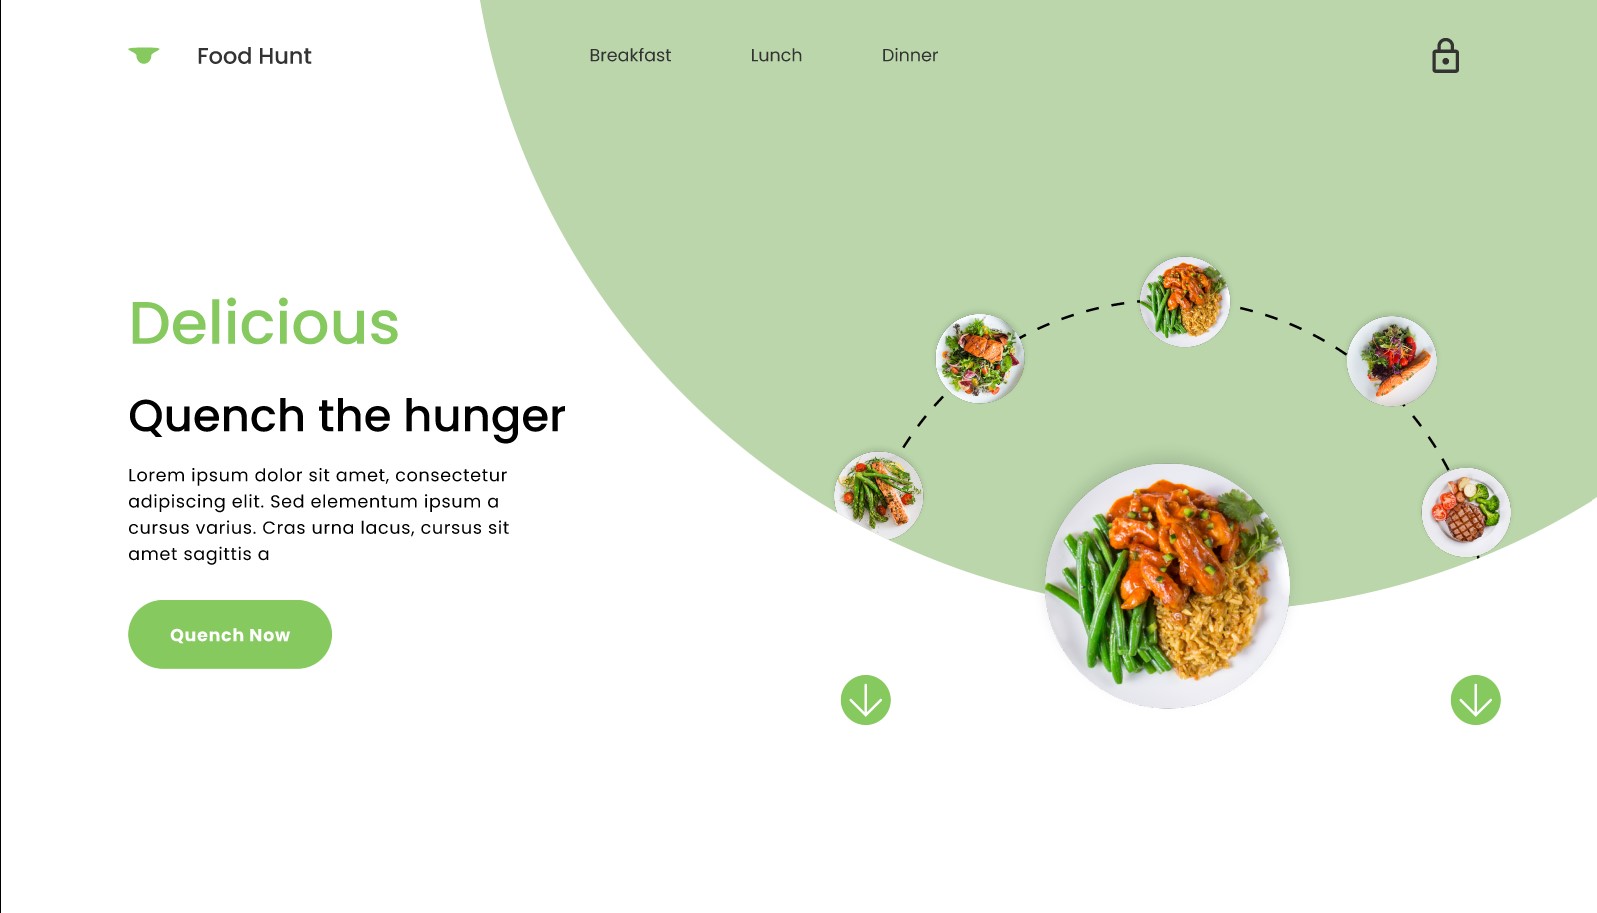 Food Hunt
Breakfast
Lunch
Dinner
Delicious
Quench the hunger
Lorem ipsum dolor sit amet, consectetur
adipiscing elit. Sed elementum ipsum a
cursus varius. Cras urna lacus, cursus sit
amet sagittis a
Quench Now